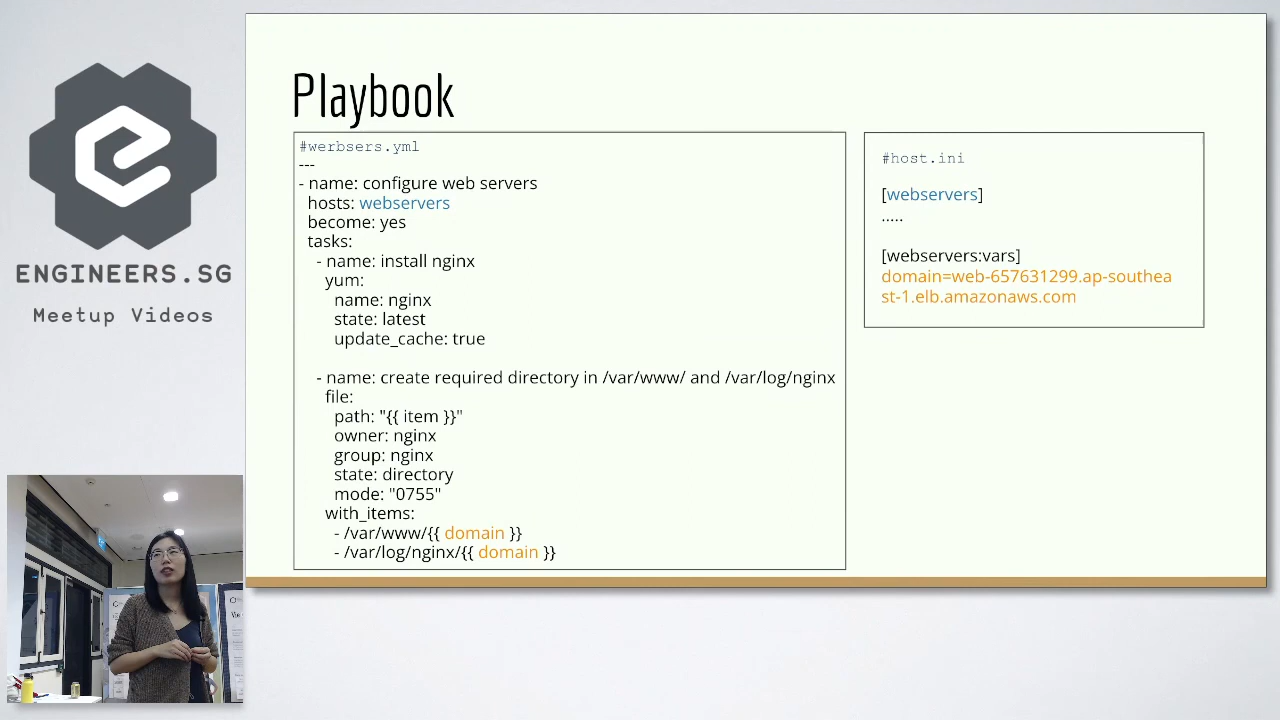 ENGINEERS.SG
Meetup Videos
Playbook
#werbsers.yml
---
- name: configure web servers
hosts: webservers
become: yes
tasks:
- name: install nginx
yum:
name: nginx
state: latest
update_cache: true
- name: create required directory in /var/www/ and /var/log/nginx
file:
path: "{{ item }}"
owner: nginx
group: nginx
state: directory
mode: "0755"
with_items:
- /var/www/{{ domain }}
- /var/log/nginx/{{ domain }}
#host.ini
[webservers]
.....
[webservers:vars]
domain=web-657631299.ap-southea
st-1.elb.amazonaws.com